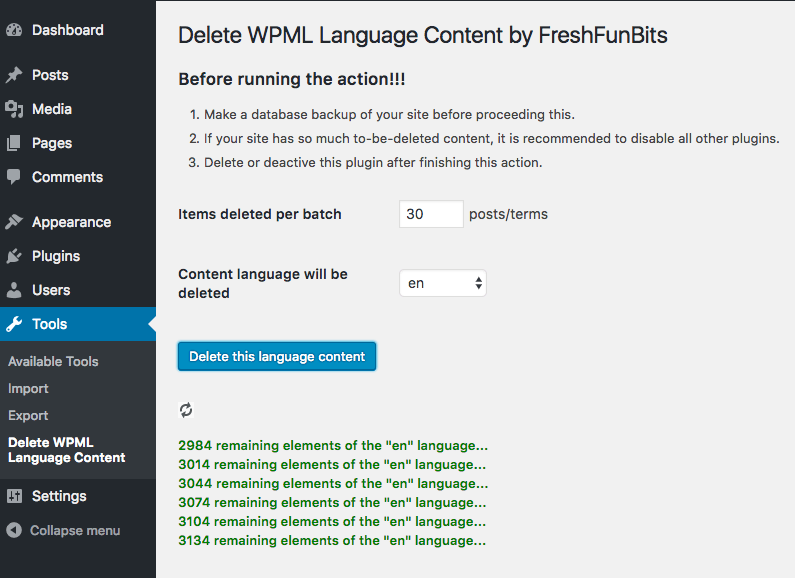 Dashboard
Posts
Media
Pages
Comments
Appearance
Plugins
Users
Tools
Available Tools
Import
Export
Delete WPML
Language Content
Settings
Collapse menu
Delete WPML Language Content by FreshFunBits
Before running the action!!!
1. Make a database backup of your site before proceeding this.
2. If your site has so much to-be-deleted content, it is recommended to disable all other plugins.
3. Delete or deactive this plugin after finishing this action.
Items deleted per batch 30 posts/terms
Content language will be
deleted
en
Delete this language content
2984 remaining elements of the "en" language...
3014 remaining elements of the "en" language...
3044 remaining elements of the "en" language...
3074 remaining elements of the "en" language...
3104 remaining elements of the "en" language...
3134 remaining elements of the "en" language...